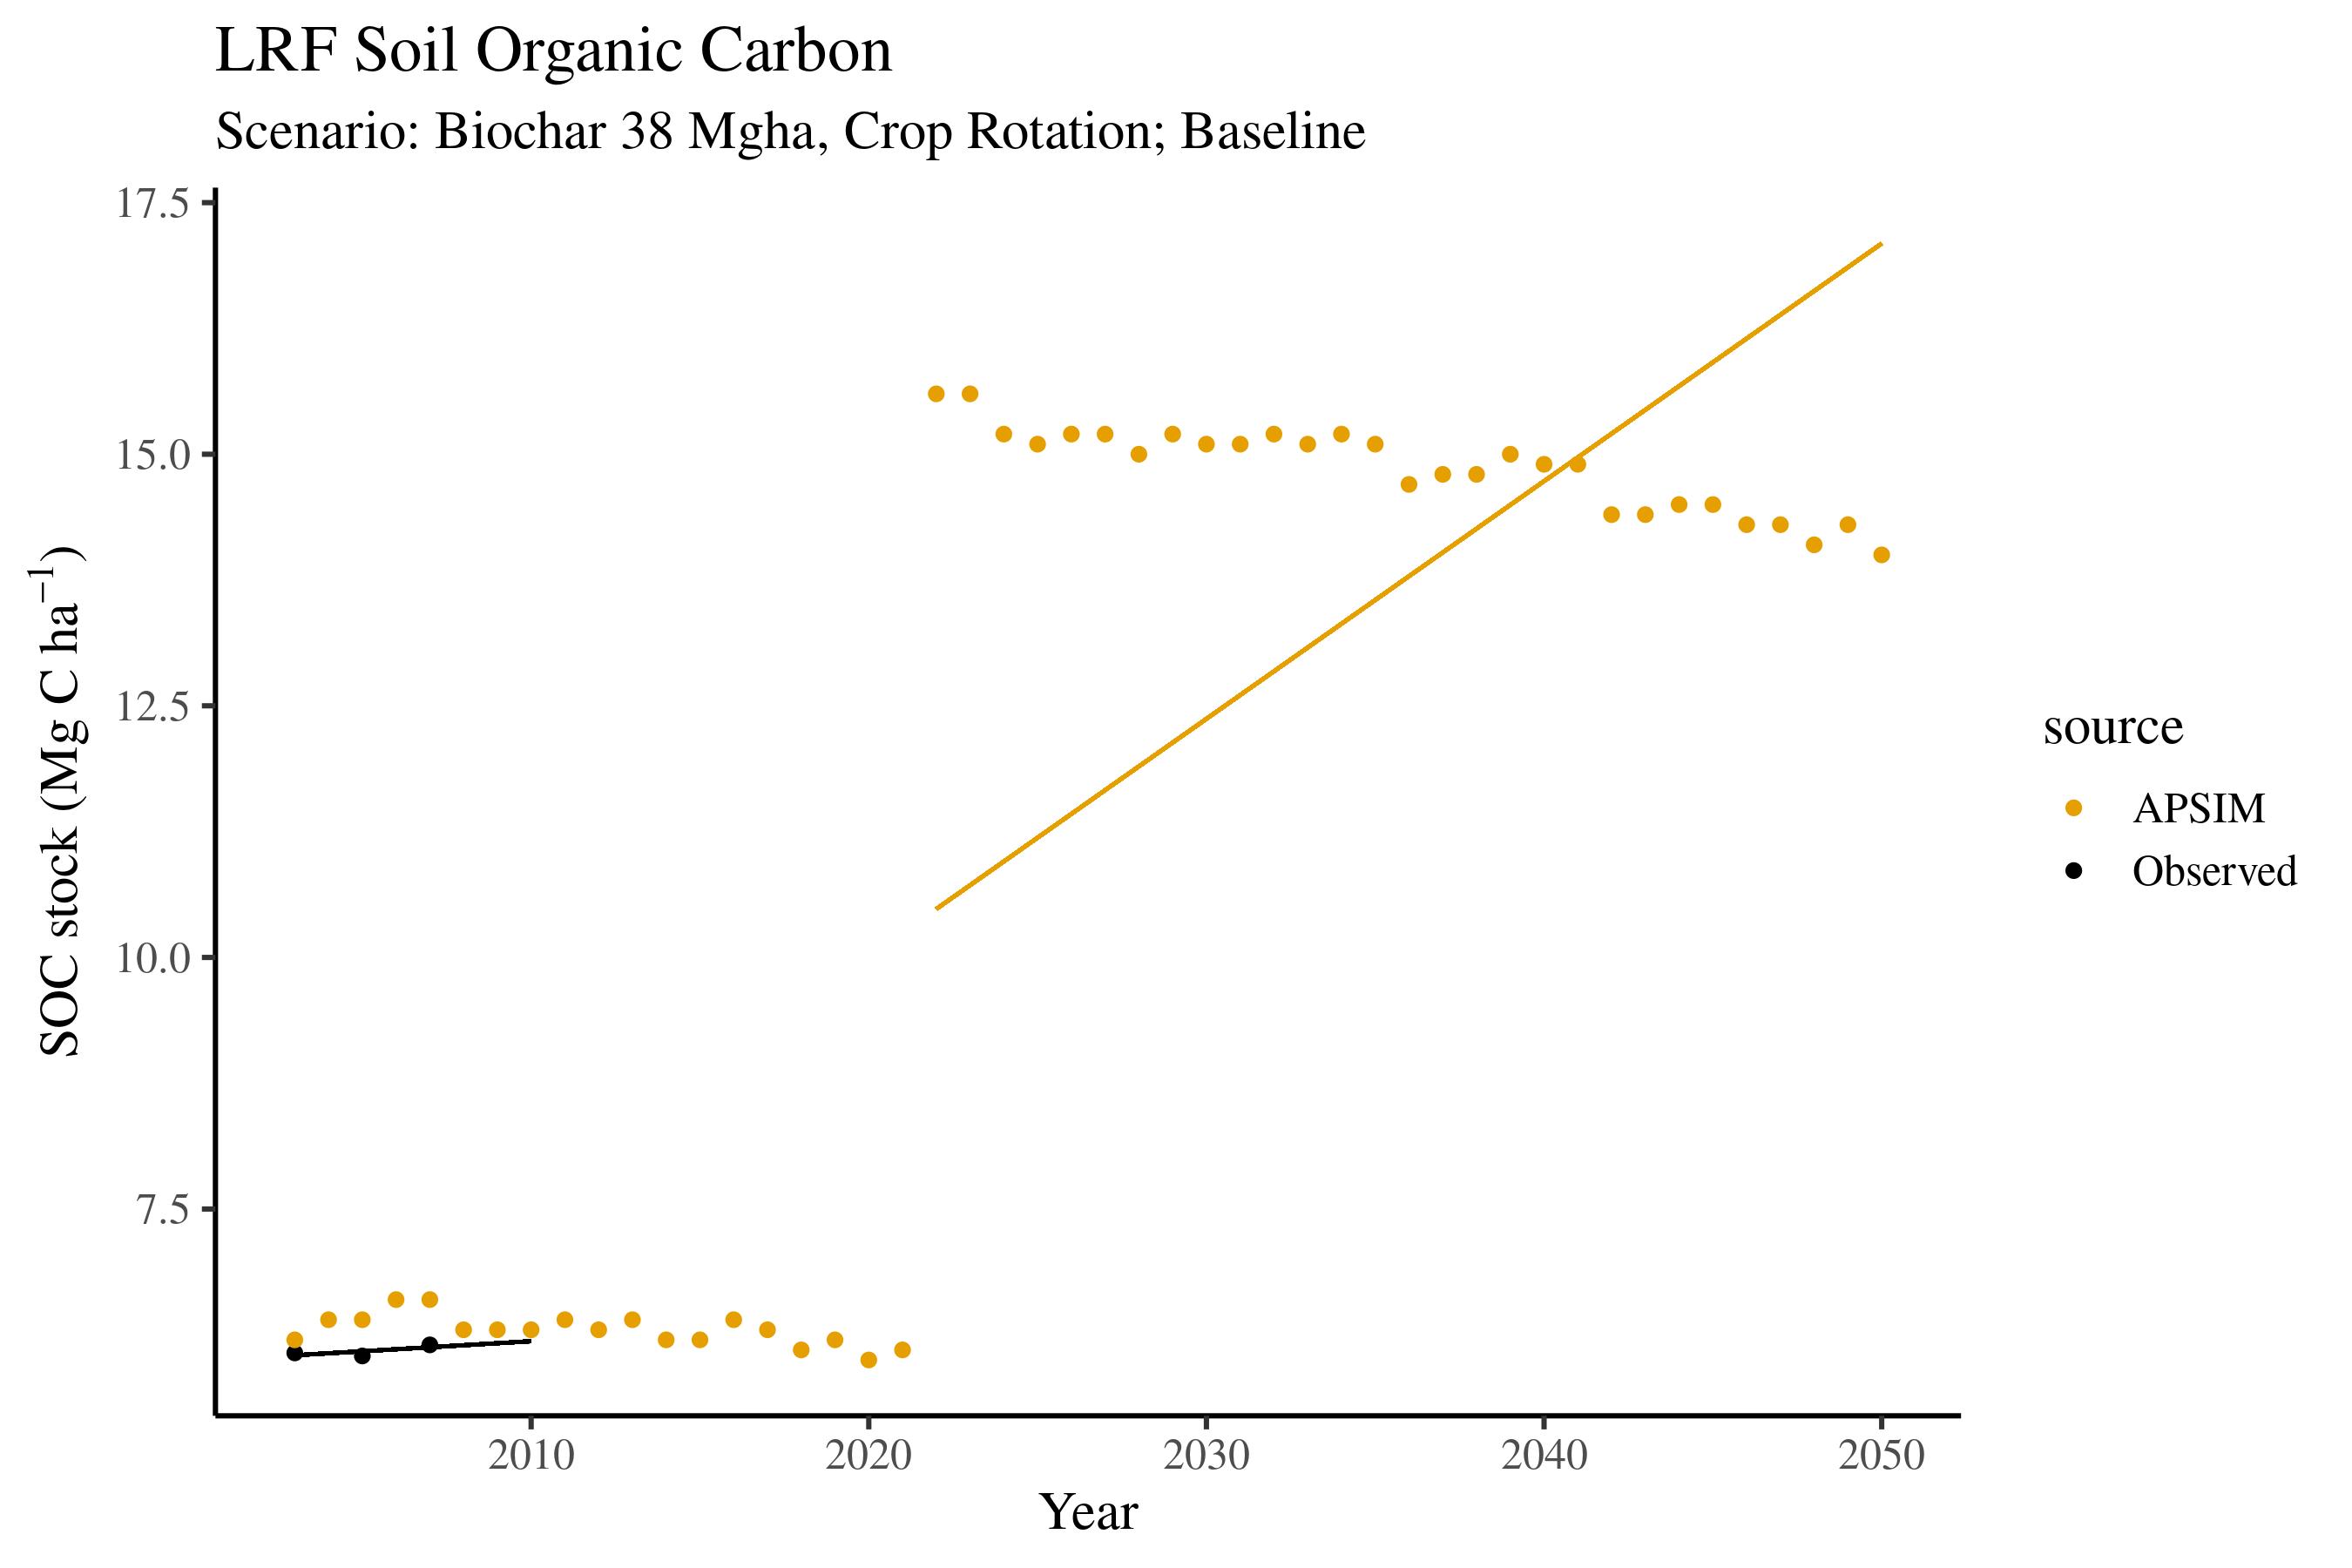 LRF Soil Organic Carbon
Scenario: Biochar 38 Mgha, Crop Rotation; Baseline
17.5
15.0
12.5
10.0
7.5
SOC stock (Mg C ha⁻¹)
2010
2020
2030
2040
2050
Year
source
APSIM
Observed